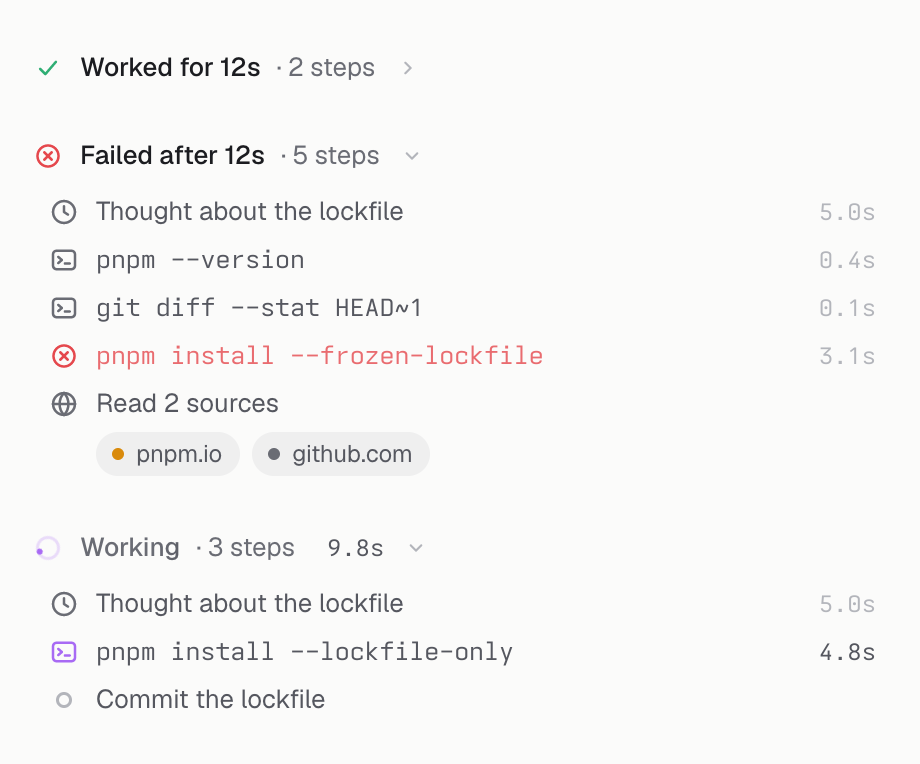 Worked for 12s · 2 steps
Failed after 12s · 5 steps
Thought about the lockfile 5.0s
pnpm --version 0.4s
git diff --stat HEAD~1 0.1s
pnpm install --frozen-lockfile 3.1s
Read 2 sources
pnpm.io github.com
Working · 3 steps 9.8s
Thought about the lockfile 5.0s
pnpm install --lockfile-only 4.8s
Commit the lockfile